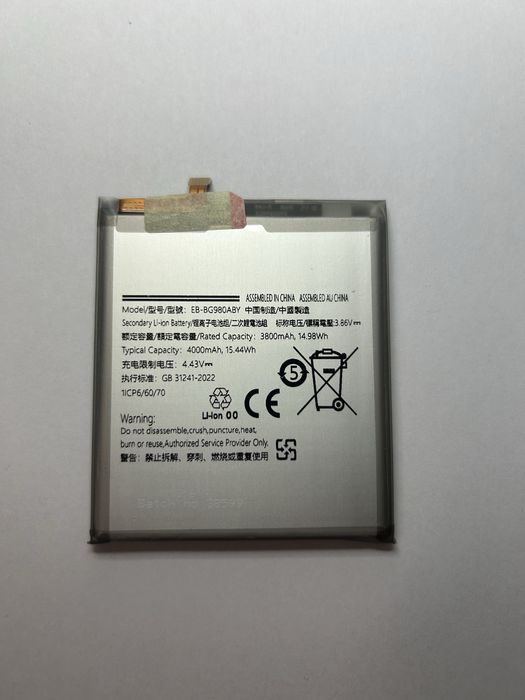 ASSEMBLED IN CHINA ASSEMBLED AU CHINA
Model/型号/型號: EB-BG980ABY 中国制造/中國製造
Secondary Li-ion Battery/锂离子电池组/二次鋰電池組 标称电压/標稱電壓:3.86V⎓
额定容量/額定電容量/Rated Capacity: 3800mAh, 14.98Wh
Typical Capacity: 4000mAh, 15.44Wh
充电限制电压: 4.43V⎓
执行标准: GB 31241-2022
1ICP6/60/70
5
Li-ion 00
CE
Warning:
Do not disassemble,crush,puncture,heat,
burn or reuse,Authorized Service Provider Only.
警告: 禁止拆解、穿刺、燃烧或重复使用